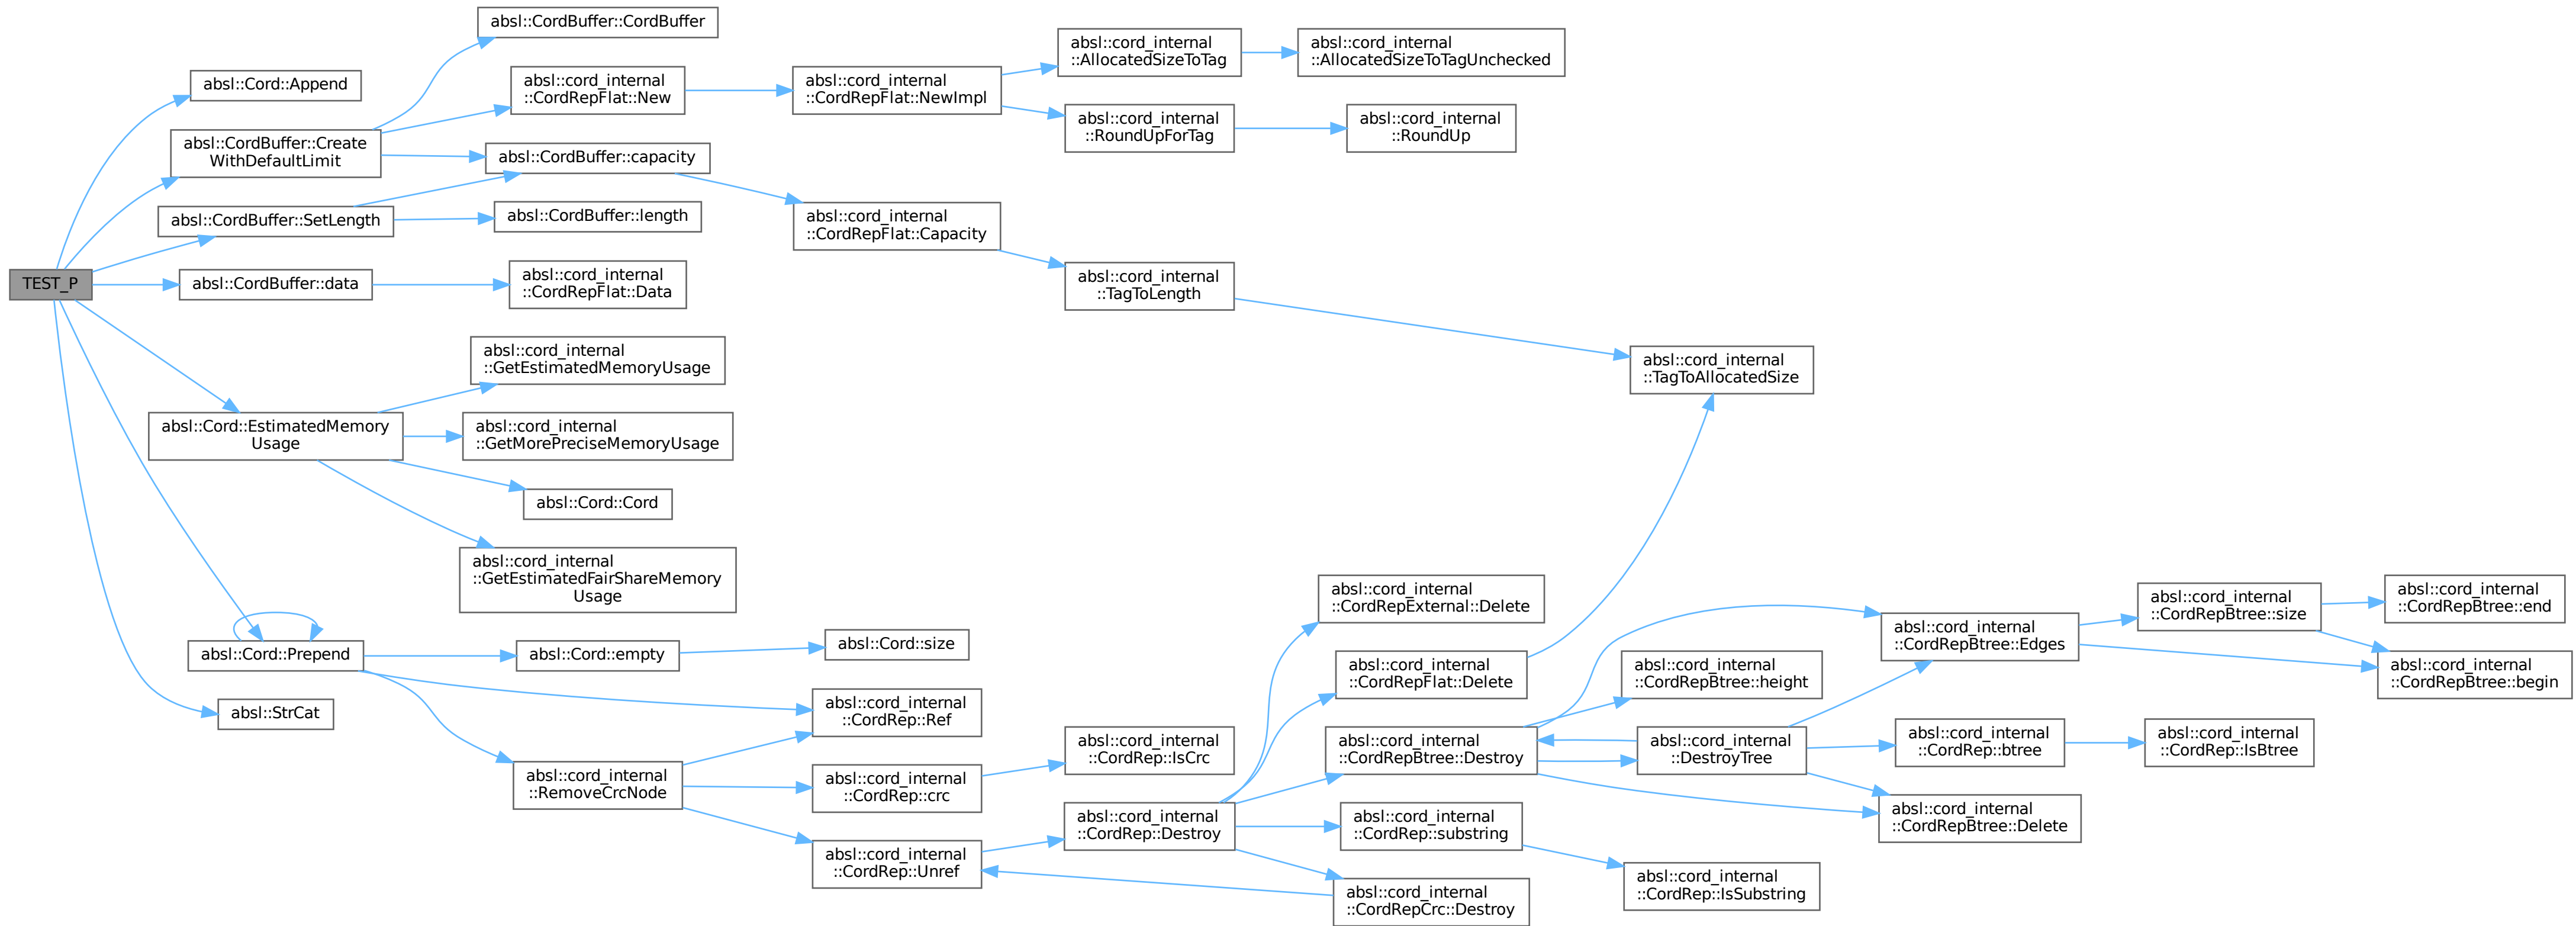 TEST_P
absl::Cord::Append
absl::CordBuffer::Create
WithDefaultLimit
absl::CordBuffer::SetLength
absl::CordBuffer::data
absl::Cord::EstimatedMemory
Usage
absl::Cord::Prepend
absl::StrCat
absl::CordBuffer::CordBuffer
absl::cord_internal
::CordRepFlat::New
absl::CordBuffer::capacity
absl::CordBuffer::length
absl::cord_internal
::CordRepFlat::Data
absl::cord_internal
::GetEstimatedMemoryUsage
absl::cord_internal
::GetMorePreciseMemoryUsage
absl::Cord::Cord
absl::cord_internal
::GetEstimatedFairShareMemory
Usage
absl::Cord::empty
absl::cord_internal
::RemoveCrcNode
absl::cord_internal
::CordRepFlat::NewImpl
absl::cord_internal
::CordRepFlat::Capacity
absl::Cord::size
absl::cord_internal
::CordRep::Ref
absl::cord_internal
::CordRep::crc
absl::cord_internal
::CordRep::Unref
absl::cord_internal
::AllocatedSizeToTag
absl::cord_internal
::RoundUpForTag
absl::cord_internal
::TagToLength
absl::cord_internal
::CordRep::IsCrc
absl::cord_internal
::CordRep::Destroy
absl::cord_internal
::AllocatedSizeToTagUnchecked
absl::cord_internal
::RoundUp
absl::cord_internal
::CordRepExternal::Delete
absl::cord_internal
::CordRepFlat::Delete
absl::cord_internal
::CordRepBtree::Destroy
absl::cord_internal
::CordRep::substring
absl::cord_internal
::CordRepCrc::Destroy
absl::cord_internal
::TagToAllocatedSize
absl::cord_internal
::CordRepBtree::height
absl::cord_internal
::DestroyTree
absl::cord_internal
::CordRep::IsSubstring
absl::cord_internal
::CordRepBtree::Edges
absl::cord_internal
::CordRep::btree
absl::cord_internal
::CordRepBtree::Delete
absl::cord_internal
::CordRepBtree::size
absl::cord_internal
::CordRep::IsBtree
absl::cord_internal
::CordRepBtree::end
absl::cord_internal
::CordRepBtree::begin